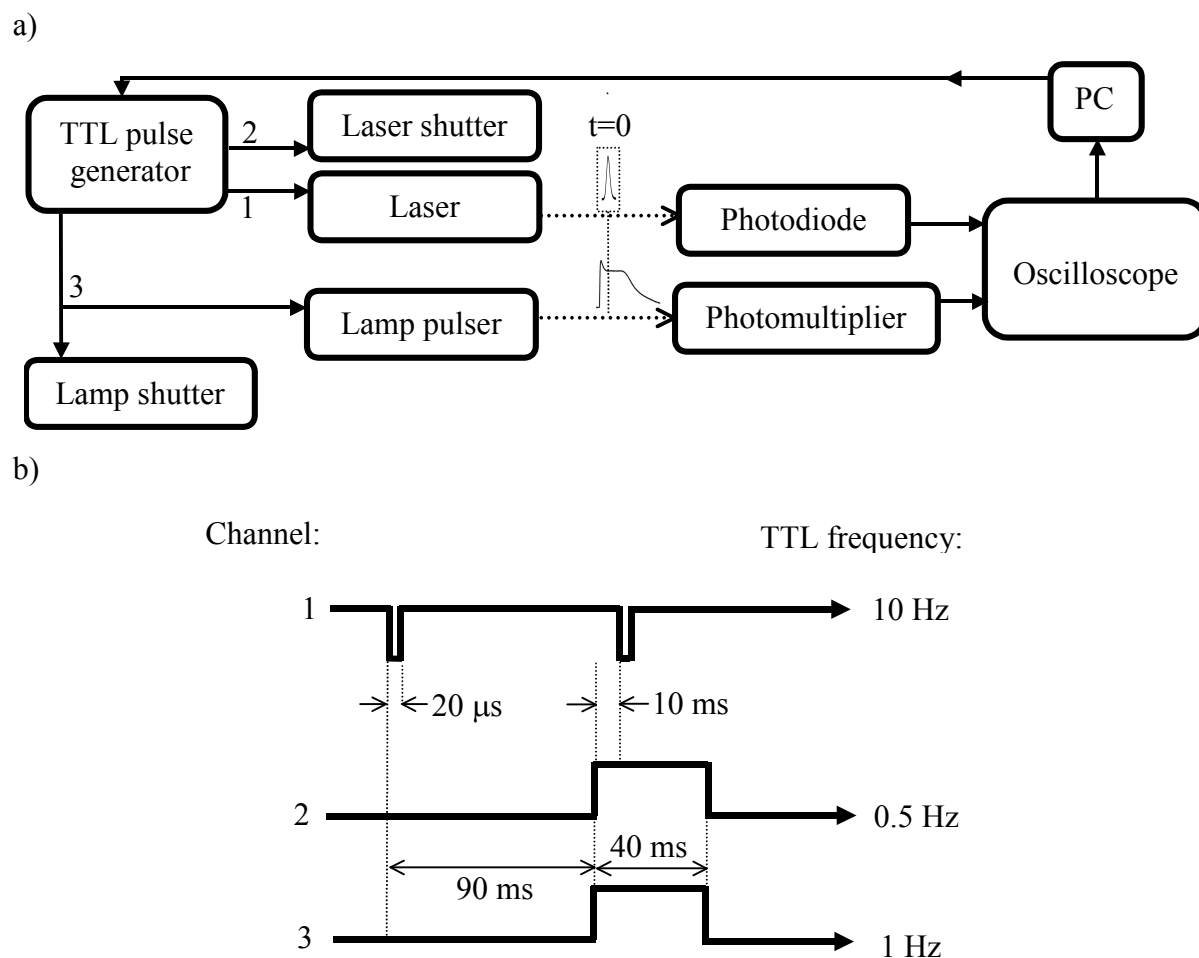 a)
TTL pulse
generator
2
1
3
Laser shutter
Laser
Lamp pulser
Lamp shutter
t=0
Photodiode
Photomultiplier
Oscilloscope
PC
b)
Channel:
TTL frequency:
1
10 Hz
20 μs
10 ms
2
0.5 Hz
40 ms
90 ms
3
1 Hz